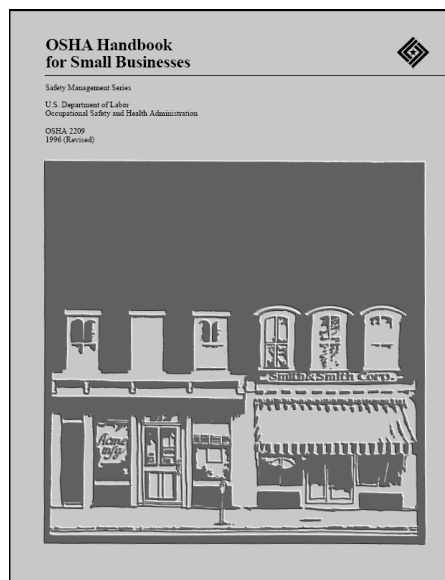 OSHA Handbook
for Small Businesses
Safety Management Series
U.S. Department of Labor
Occupational Safety and Health Administration
OSHA 2209
1996 (Revised)
Smith&Smith Corp.
Acme
mfg